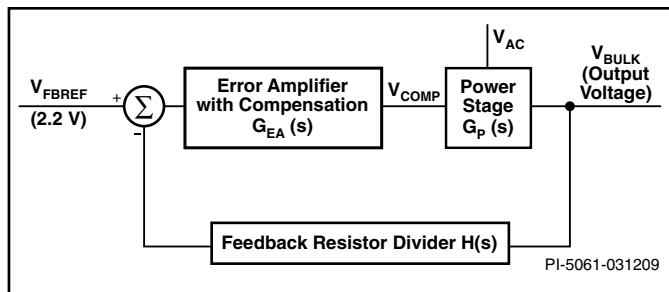 V_AC
V_FBREF
(2.2 V)
+
Σ
−
Error Amplifier
with Compensation
G_EA (s)
V_COMP
Power
Stage
G_P (s)
V_BULK
(Output
Voltage)
Feedback Resistor Divider H(s)
PI-5061-031209